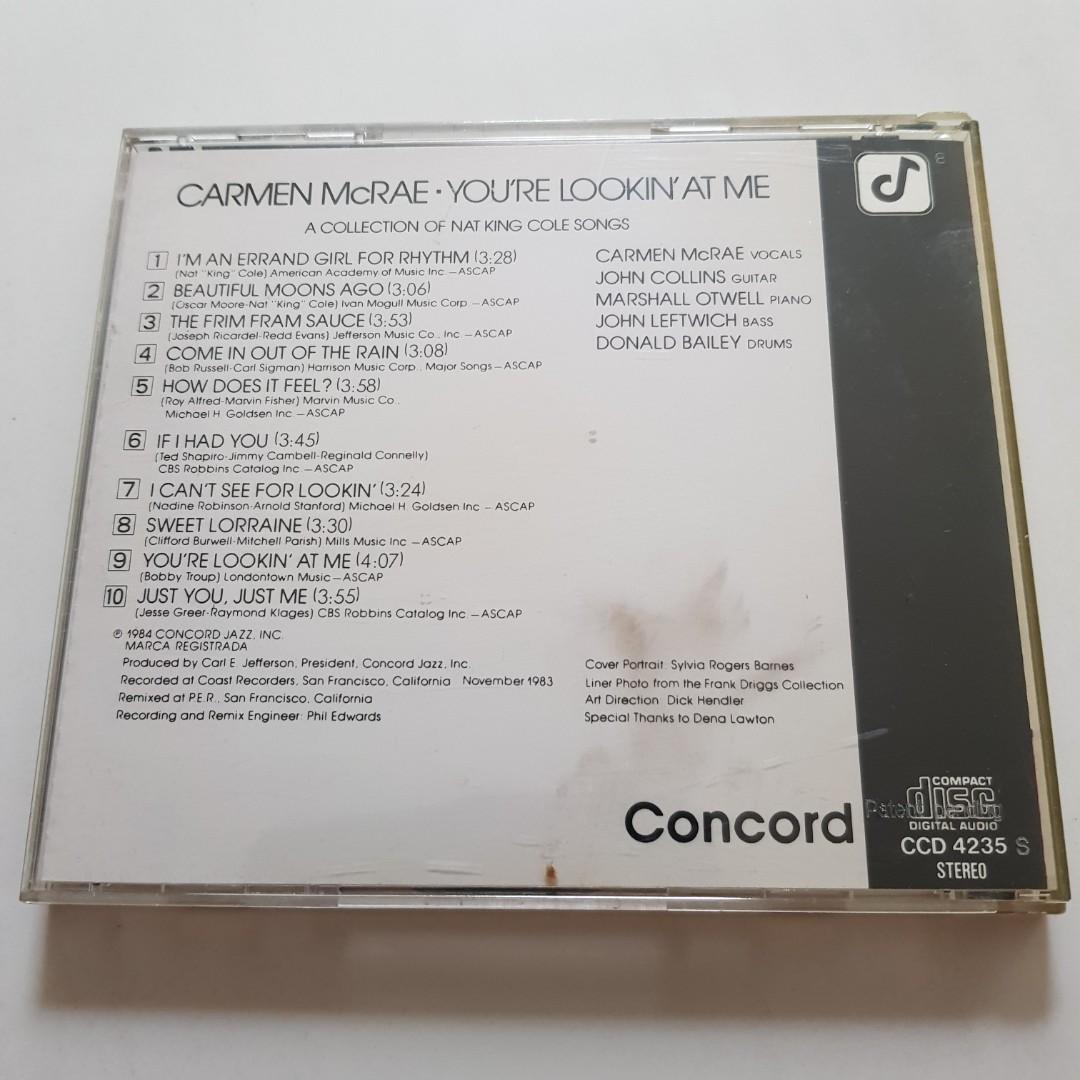 CARMEN McRAE • YOU'RE LOOKIN' AT ME
A COLLECTION OF NAT KING COLE SONGS
1 I'M AN ERRAND GIRL FOR RHYTHM (3:28)
(Nat "King" Cole) American Academy of Music Inc. – ASCAP
2 BEAUTIFUL MOONS AGO (3:06)
(Oscar Moore-Nat "King" Cole) Ivan Mogull Music Corp. – ASCAP
3 THE FRIM FRAM SAUCE (3:53)
(Joseph Ricardel-Redd Evans) Jefferson Music Co., Inc. – ASCAP
4 COME IN OUT OF THE RAIN (3:08)
(Bob Russell-Carl Sigman) Harrison Music Corp., Major Songs – ASCAP
5 HOW DOES IT FEEL? (3:58)
(Roy Alfred-Marvin Fisher) Marvin Music Co.,
Michael H. Goldsen Inc. – ASCAP
6 IF I HAD YOU (3:45)
(Ted Shapiro-Jimmy Cambell-Reginald Connelly)
CBS Robbins Catalog Inc. – ASCAP
7 I CAN'T SEE FOR LOOKIN' (3:24)
(Nadine Robinson-Arnold Stanford) Michael H. Goldsen Inc. – ASCAP
8 SWEET LORRAINE (3:30)
(Clifford Burwell-Mitchell Parish) Mills Music Inc. – ASCAP
9 YOU'RE LOOKIN' AT ME (4:07)
(Bobby Troup) Londontown Music – ASCAP
10 JUST YOU, JUST ME (3:55)
(Jesse Greer-Raymond Klages) CBS Robbins Catalog Inc. – ASCAP
CARMEN McRAE VOCALS
JOHN COLLINS GUITAR
MARSHALL OTWELL PIANO
JOHN LEFTWICH BASS
DONALD BAILEY DRUMS
℗ 1984 CONCORD JAZZ, INC.
MARCA REGISTRADA
Produced by Carl E. Jefferson, President, Concord Jazz, Inc.
Recorded at Coast Recorders, San Francisco, California November 1983
Remixed at P.E.R., San Francisco, California
Recording and Remix Engineer: Phil Edwards
Cover Portrait: Sylvia Rogers Barnes
Liner Photo from the Frank Driggs Collection
Art Direction: Dick Hendler
Special Thanks to Dena Lawton
Concord
8
COMPACT
disc
Patent pending
DIGITAL AUDIO
CCD 4235 S
STEREO